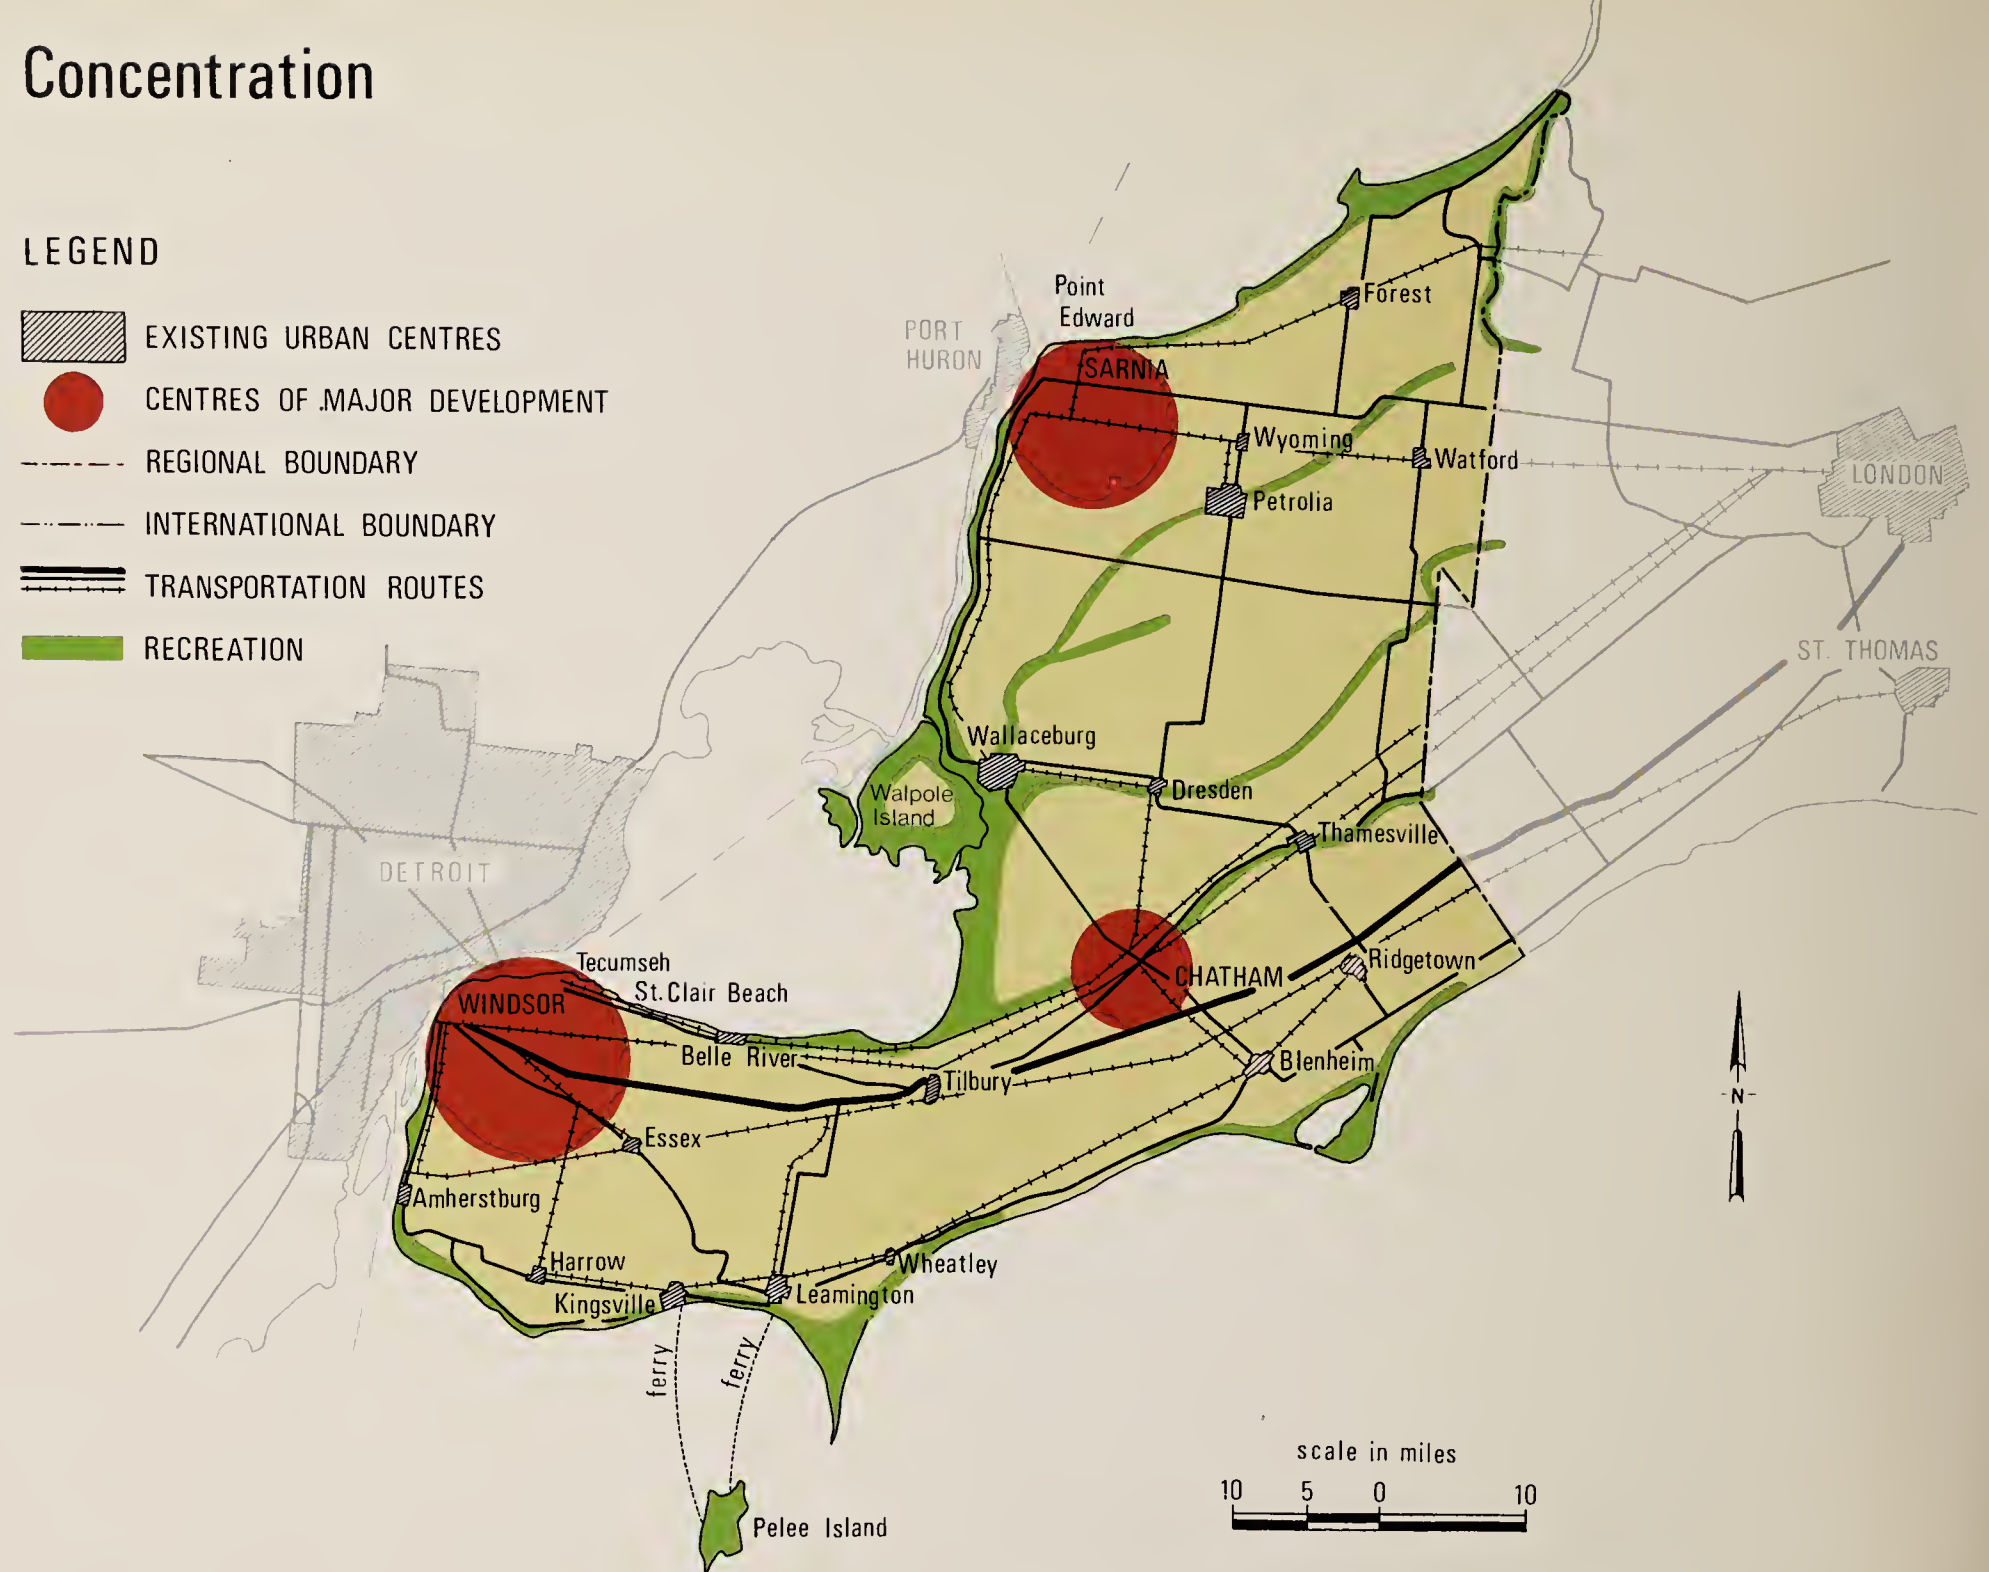 Concentration
LEGEND
EXISTING URBAN CENTRES
CENTRES OF .MAJOR DEVELOPMENT
REGIONAL BOUNDARY
INTERNATIONAL BOUNDARY
TRANSPORTATION ROUTES
RECREATION
Point
Edward
PORT
HURON
SARNIA
Forest
Wyoming
Watford
Petrolia
LONDON
ST. THOMAS
Wallaceburg
Walpole
Island
Dresden
Thamesville
DETROIT
CHATHAM
Ridgetown
Tecumseh
St. Clair Beach
WINDSOR
Belle River
Tilbury
Blenheim
Essex
Amherstburg
Harrow
Kingsville
Leamington
Wheatley
ferry
ferry
Pelee Island
N
scale in miles
10 5 0 10